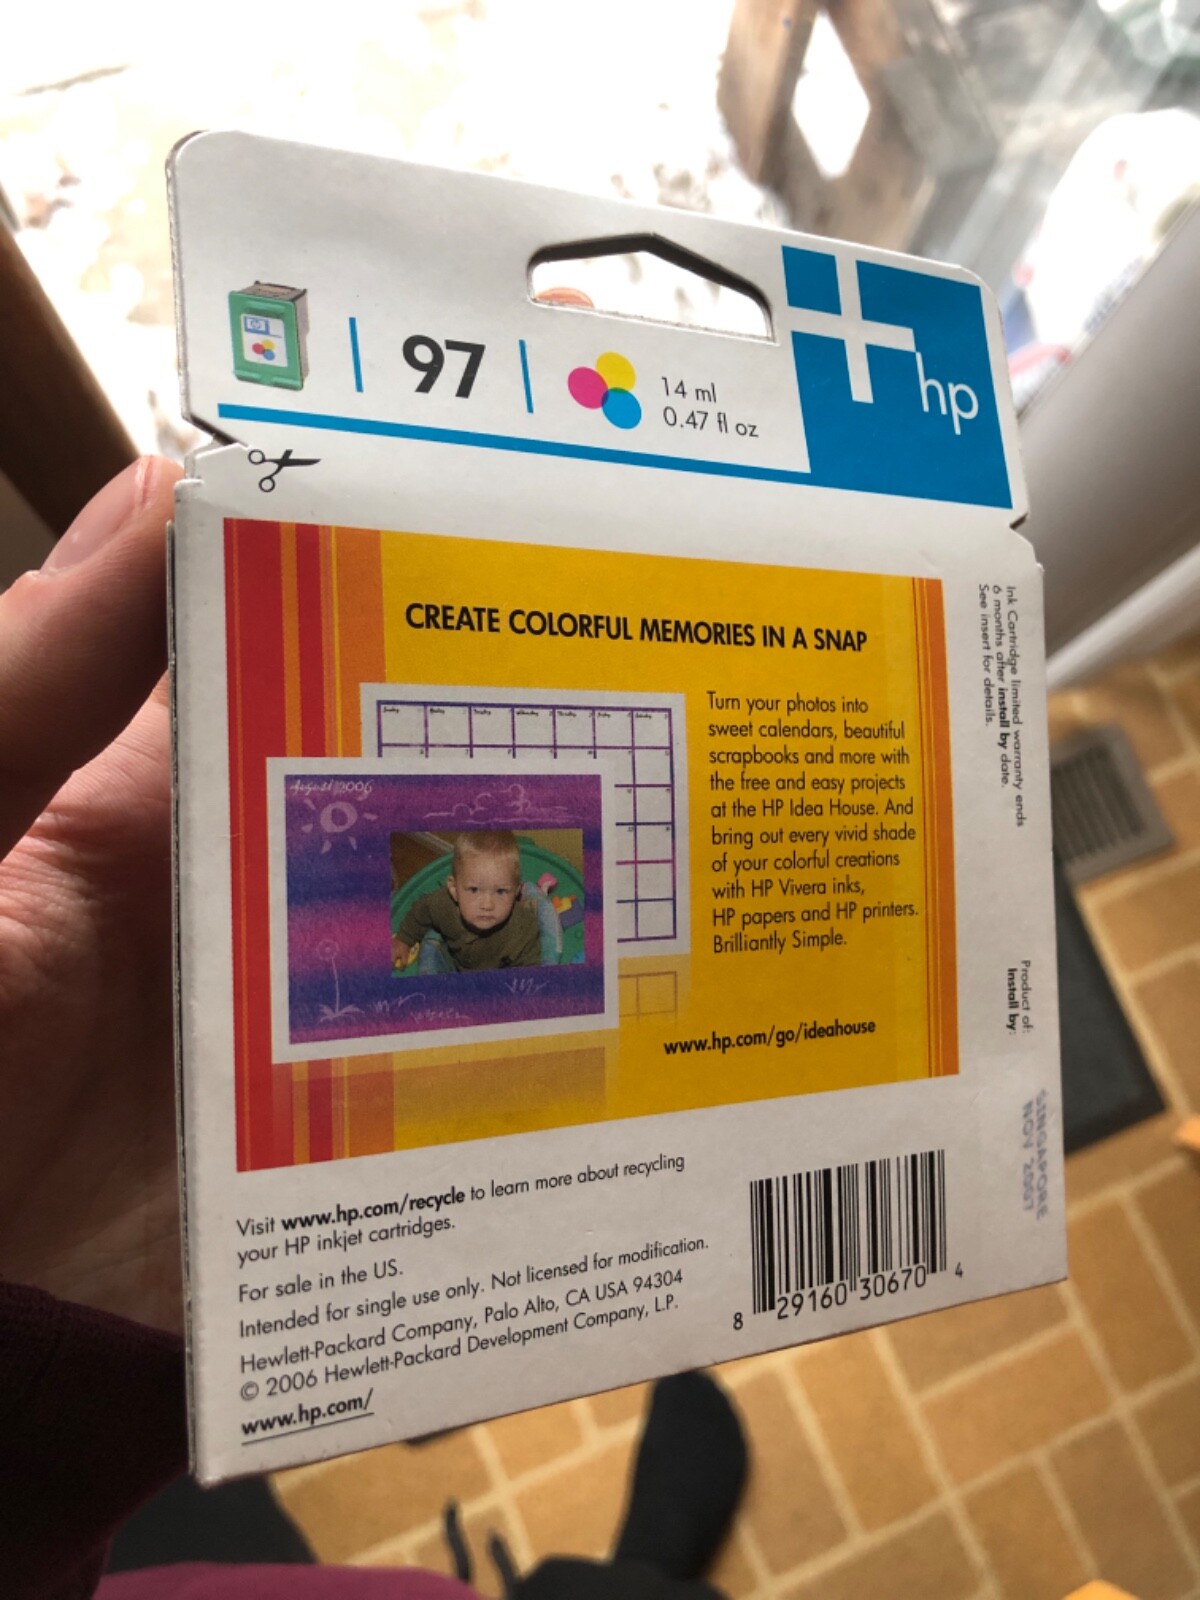 97
14 ml
0.47 fl oz
hp
CREATE COLORFUL MEMORIES IN A SNAP
Turn your photos into
sweet calendars, beautiful
scrapbooks and more with
the free and easy projects
at the HP Idea House. And
bring out every vivid shade
of your colorful creations
with HP Vivera inks,
HP papers and HP printers.
Brilliantly Simple.
August 2006
www.hp.com/go/ideahouse
Ink Cartridge limited warranty ends
6 months after install by date.
See insert for details.
Product of:
Install by:
SINGAPORE
NOV 2007
Visit www.hp.com/recycle to learn more about recycling
your HP inkjet cartridges.
For sale in the US.
Intended for single use only. Not licensed for modification.
Hewlett-Packard Company, Palo Alto, CA USA 94304
© 2006 Hewlett-Packard Development Company, L.P.
www.hp.com/
8 29160 30670 4